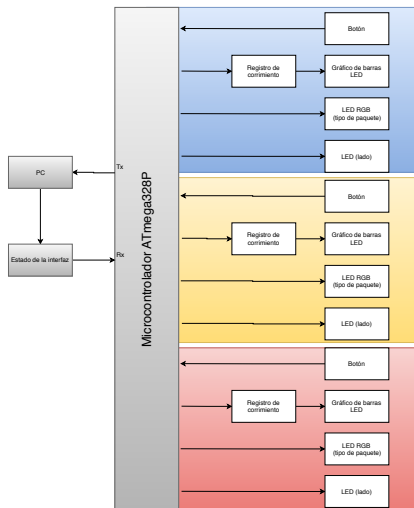 Botón
Registro de
corrimiento
Gráfico de barras
LED
LED RGB
(tipo de paquete)
LED (lado)
Tx
PC
Microcontrolador ATmega328P
Rx
Estado de la interfaz
Botón
Registro de
corrimiento
Gráfico de barras
LED
LED RGB
(tipo de paquete)
LED (lado)
Botón
Registro de
corrimiento
Gráfico de barras
LED
LED RGB
(tipo de paquete)
LED (lado)